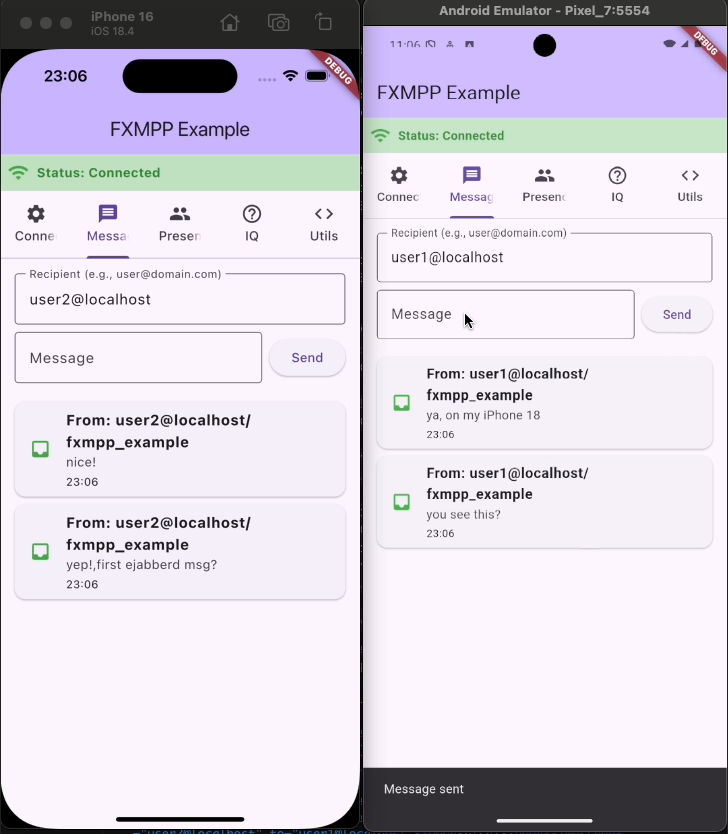 iPhone 16
iOS 18.4
23:06
DEBUG
FXMPP Example
Status: Connected
Conne
Messa
Presen
IQ
Utils
Recipient (e.g., user@domain.com)
user2@localhost
Message
Send
From: user2@localhost/
fxmpp_example
nice!
23:06
From: user2@localhost/
fxmpp_example
yep!,first ejabberd msg?
23:06
Android Emulator - Pixel_7:5554
11:06
DEBUG
FXMPP Example
Status: Connected
Connec
Messag
Presenc
IQ
Utils
Recipient (e.g., user@domain.com)
user1@localhost
Message
Send
From: user1@localhost/
fxmpp_example
ya, on my iPhone 18
23:06
From: user1@localhost/
fxmpp_example
you see this?
23:06
Message sent